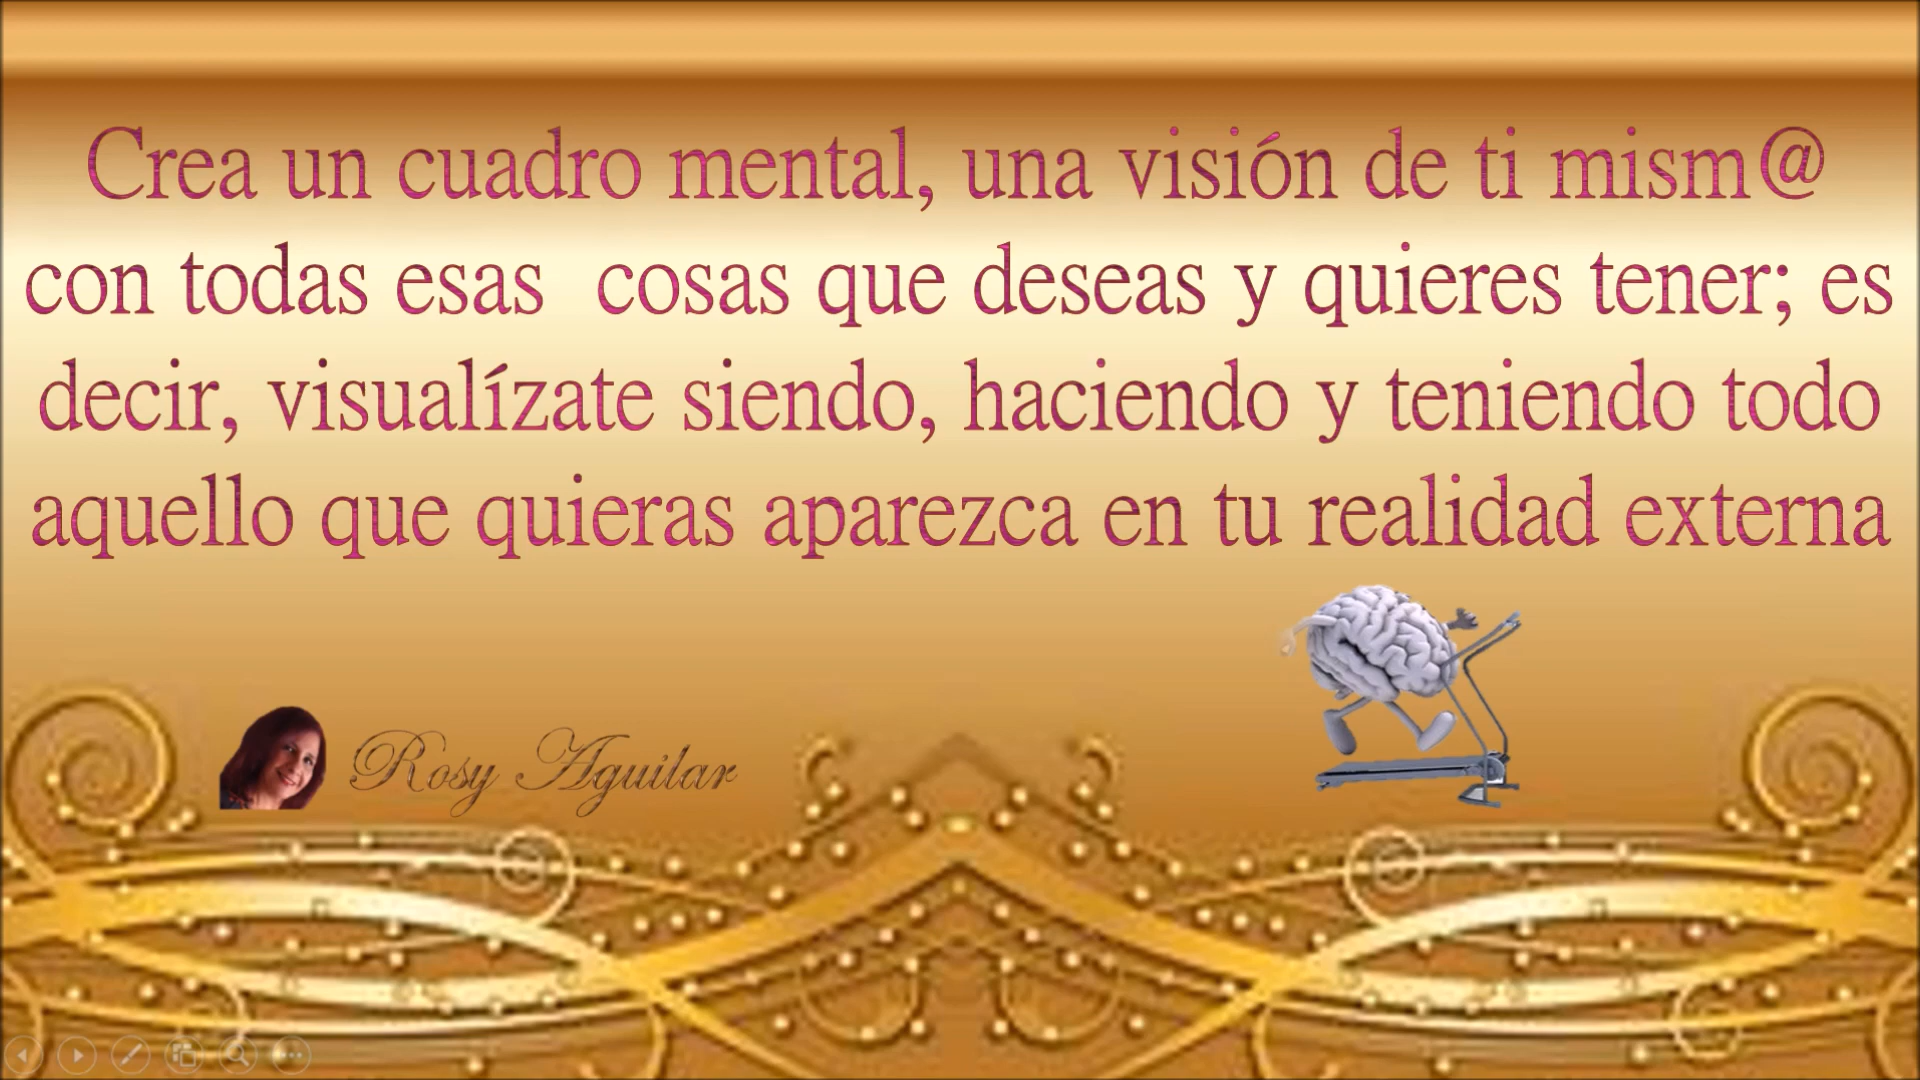 Crea un cuadro mental, una visión de ti mism@
con todas esas  cosas que deseas y quieres tener; es
decir, visualízate siendo, haciendo y teniendo todo
aquello que quieras aparezca en tu realidad externa
Rosy Aguilar